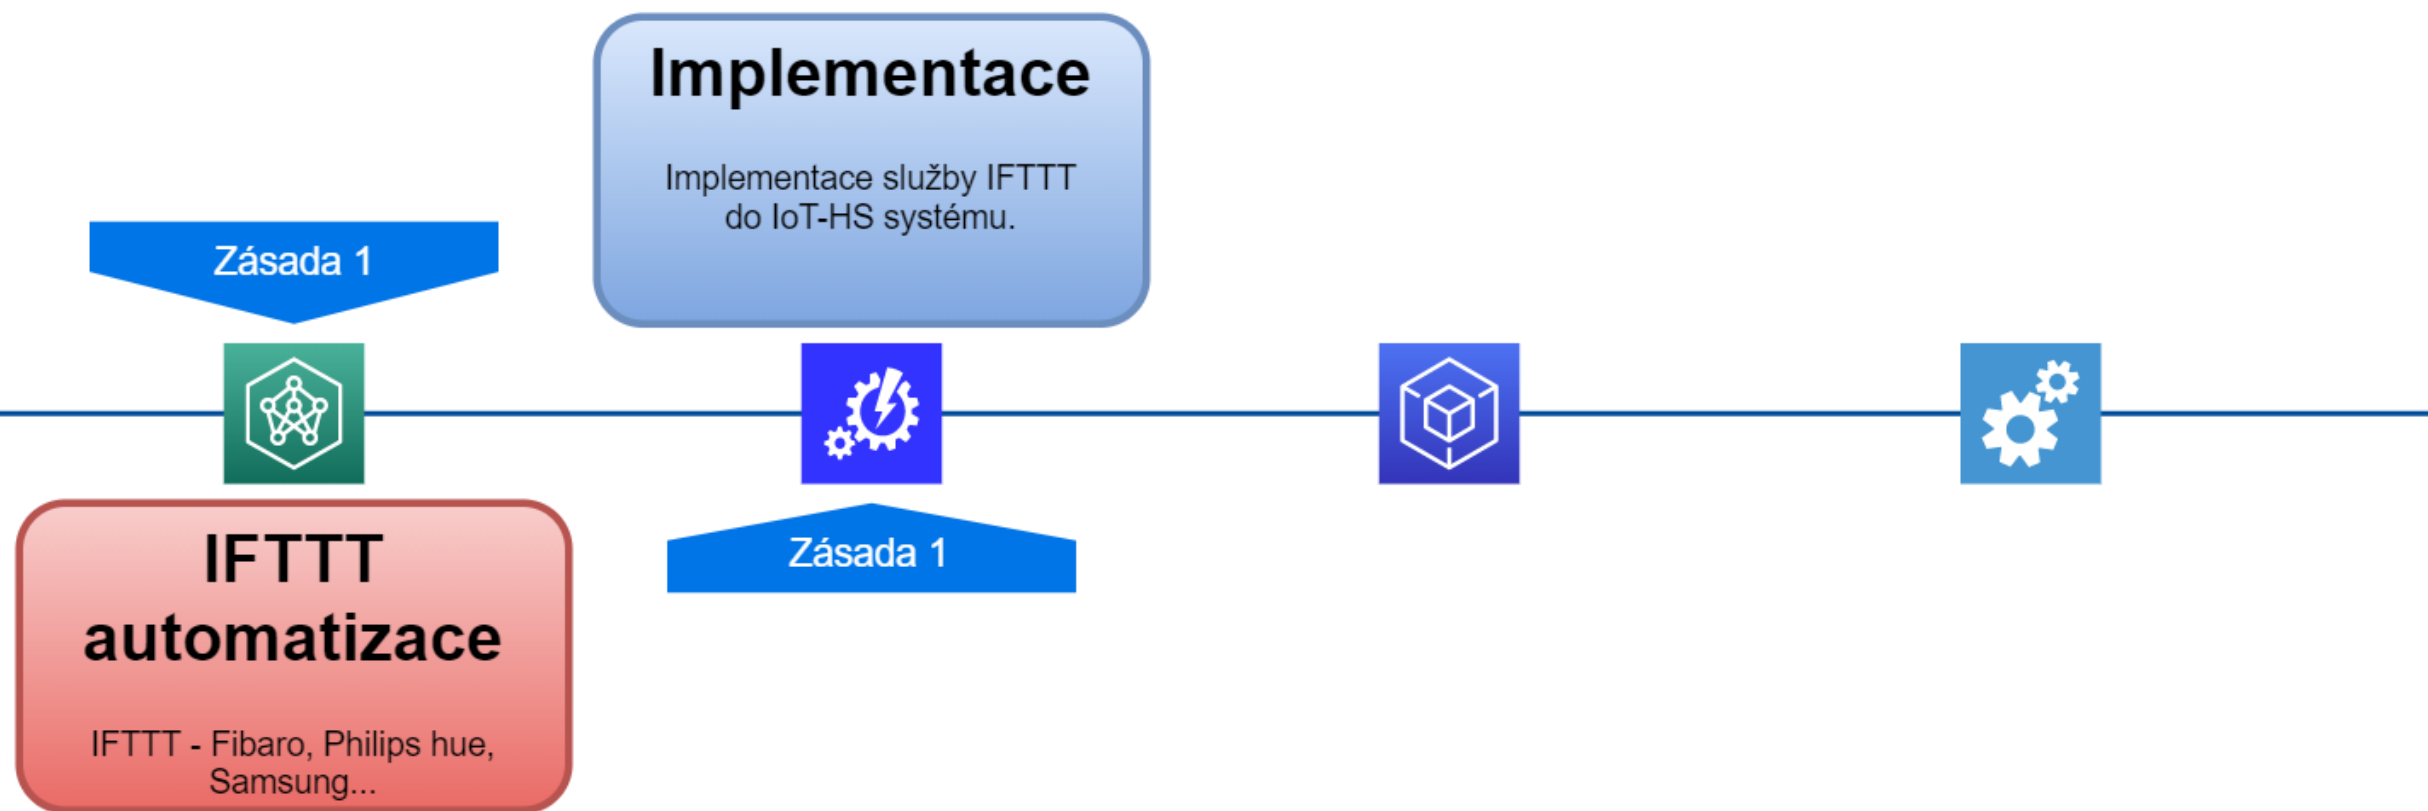 Implementace
Implementace služby IFTTT
do IoT-HS systému.
Zásada 1
Zásada 1
IFTTT
automatizace
IFTTT - Fibaro, Philips hue,
Samsung...